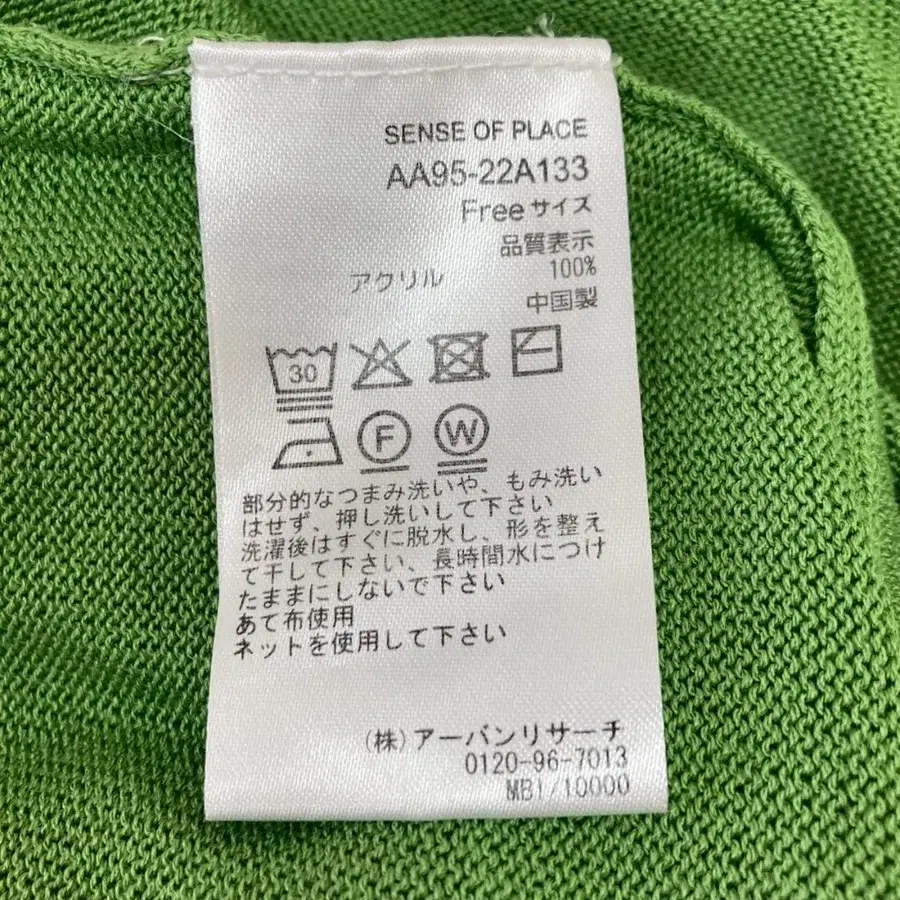 SENSE OF PLACE
AA95-22A133
Freeサイズ
品質表示
アクリル 100%
中国製
30
F W
部分的なつまみ洗いや、もみ洗い
はせず、押し洗いして下さい
洗濯後はすぐに脱水し、形を整え
て干して下さい、長時間水につけ
たままにしないで下さい
あて布使用
ネットを使用して下さい
(株)アーバンリサーチ
0120-96-7013
MB1/10000